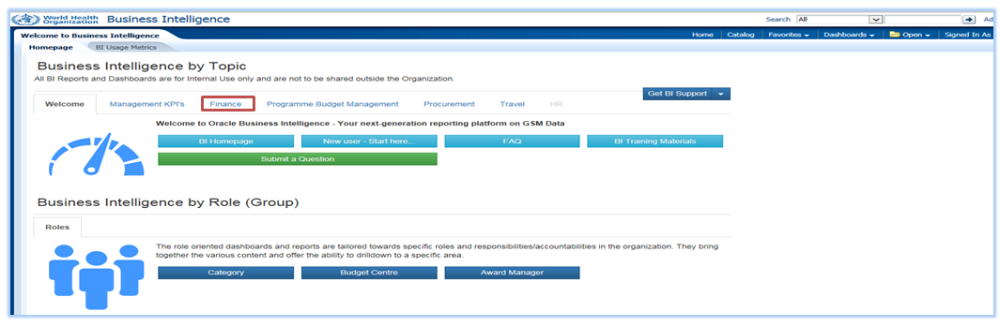 World Health Organization Business Intelligence
Search All
Welcome to Business Intelligence
Home Catalog Favorites Dashboards Open Signed In As
Homepage BI Usage Metrics
Business Intelligence by Topic
All BI Reports and Dashboards are for Internal Use only and are not to be shared outside the Organization.
Get BI Support
Welcome Management KPI's Finance Programme Budget Management Procurement Travel HR
Welcome to Oracle Business Intelligence - Your next-generation reporting platform on GSM Data
BI Homepage New user - Start here... FAQ BI Training Materials
Submit a Question
Business Intelligence by Role (Group)
Roles
The role oriented dashboards and reports are tailored towards specific roles and responsibilities/accountabilities in the organization. They bring
together the various content and offer the ability to drilldown to a specific area.
Category Budget Centre Award Manager